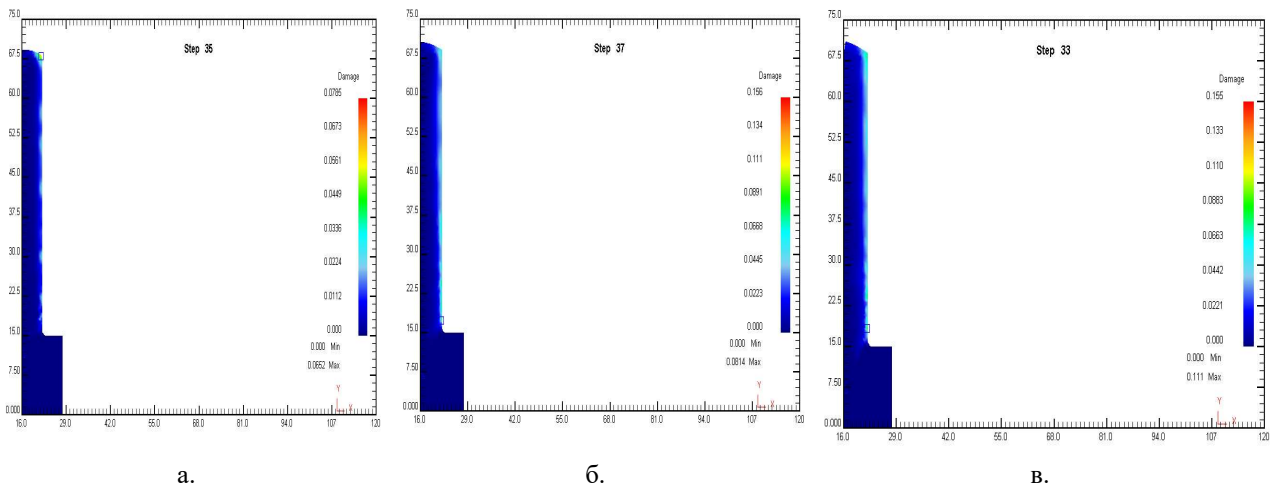 75.0
67.5
60.0
52.5
45.0
37.5
30.0
22.5
15.0
7.50
0.000
Step 35
Damage
0.0785
0.0673
0.0561
0.0449
0.0336
0.0224
0.0112
0.000
0.000 Min
0.0652 Max
Y
X
16.0 29.0 42.0 55.0 68.0 81.0 94.0 107 120
а.
75.0
67.5
60.0
52.5
45.0
37.5
30.0
22.5
15.0
7.50
0.000
Step 37
Damage
0.156
0.134
0.111
0.0891
0.0668
0.0445
0.0223
0.000
0.000 Min
0.0814 Max
Y
X
16.0 29.0 42.0 55.0 68.0 81.0 94.0 107 120
б.
75.0
67.5
60.0
52.5
45.0
37.5
30.0
22.5
15.0
7.50
0.000
Step 33
Damage
0.155
0.133
0.110
0.0883
0.0663
0.0442
0.0221
0.000
0.000 Min
0.111 Max
Y
X
16.0 29.0 42.0 55.0 68.0 81.0 94.0 107 120
в.